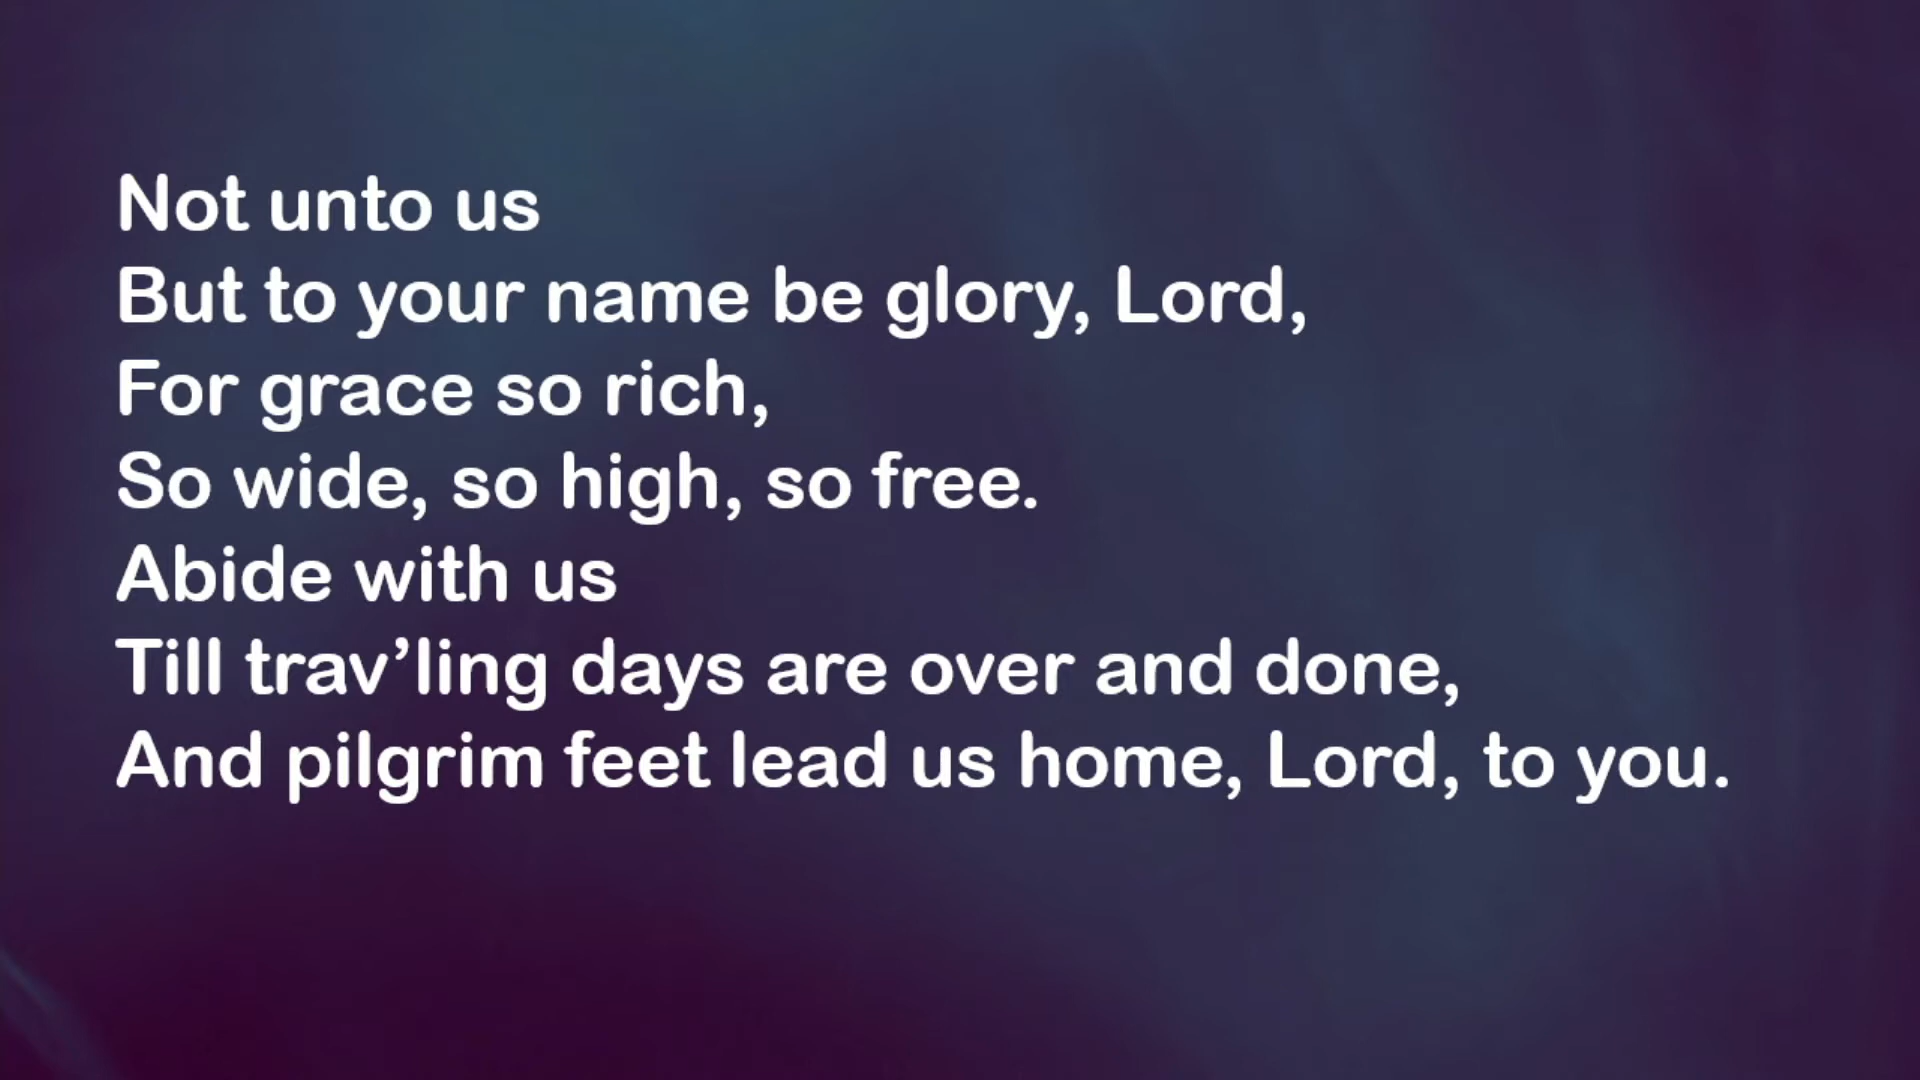 Not unto us
But to your name be glory, Lord,
For grace so rich,
So wide, so high, so free.
Abide with us
Till trav’ling days are over and done,
And pilgrim feet lead us home, Lord, to you.